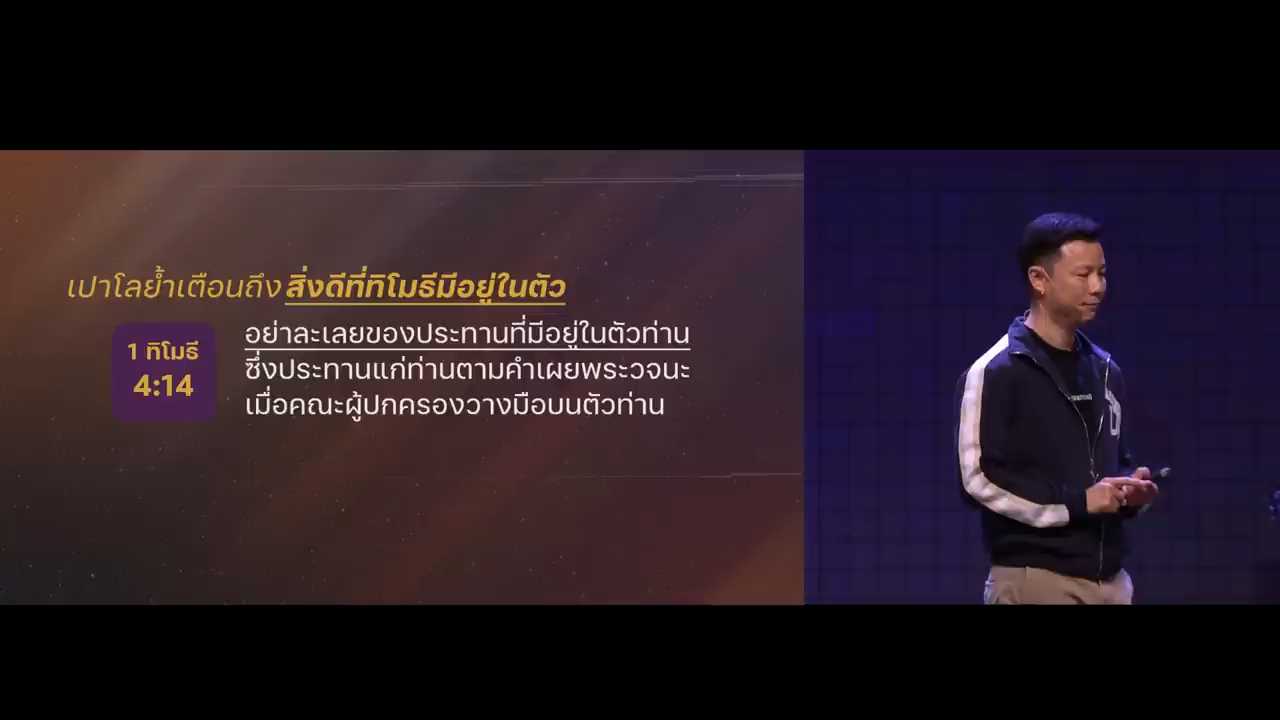 เปาโลย้ำเตือนถึง สิ่งดีที่ทิโมธีมีอยู่ในตัว
1 ทิโมธี
4:14
อย่าละเลยของประทานที่มีอยู่ในตัวท่าน
ซึ่งประทานแก่ท่านตามคำเผยพระวจนะ
เมื่อคณะผู้ปกครองวางมือบนตัวท่าน